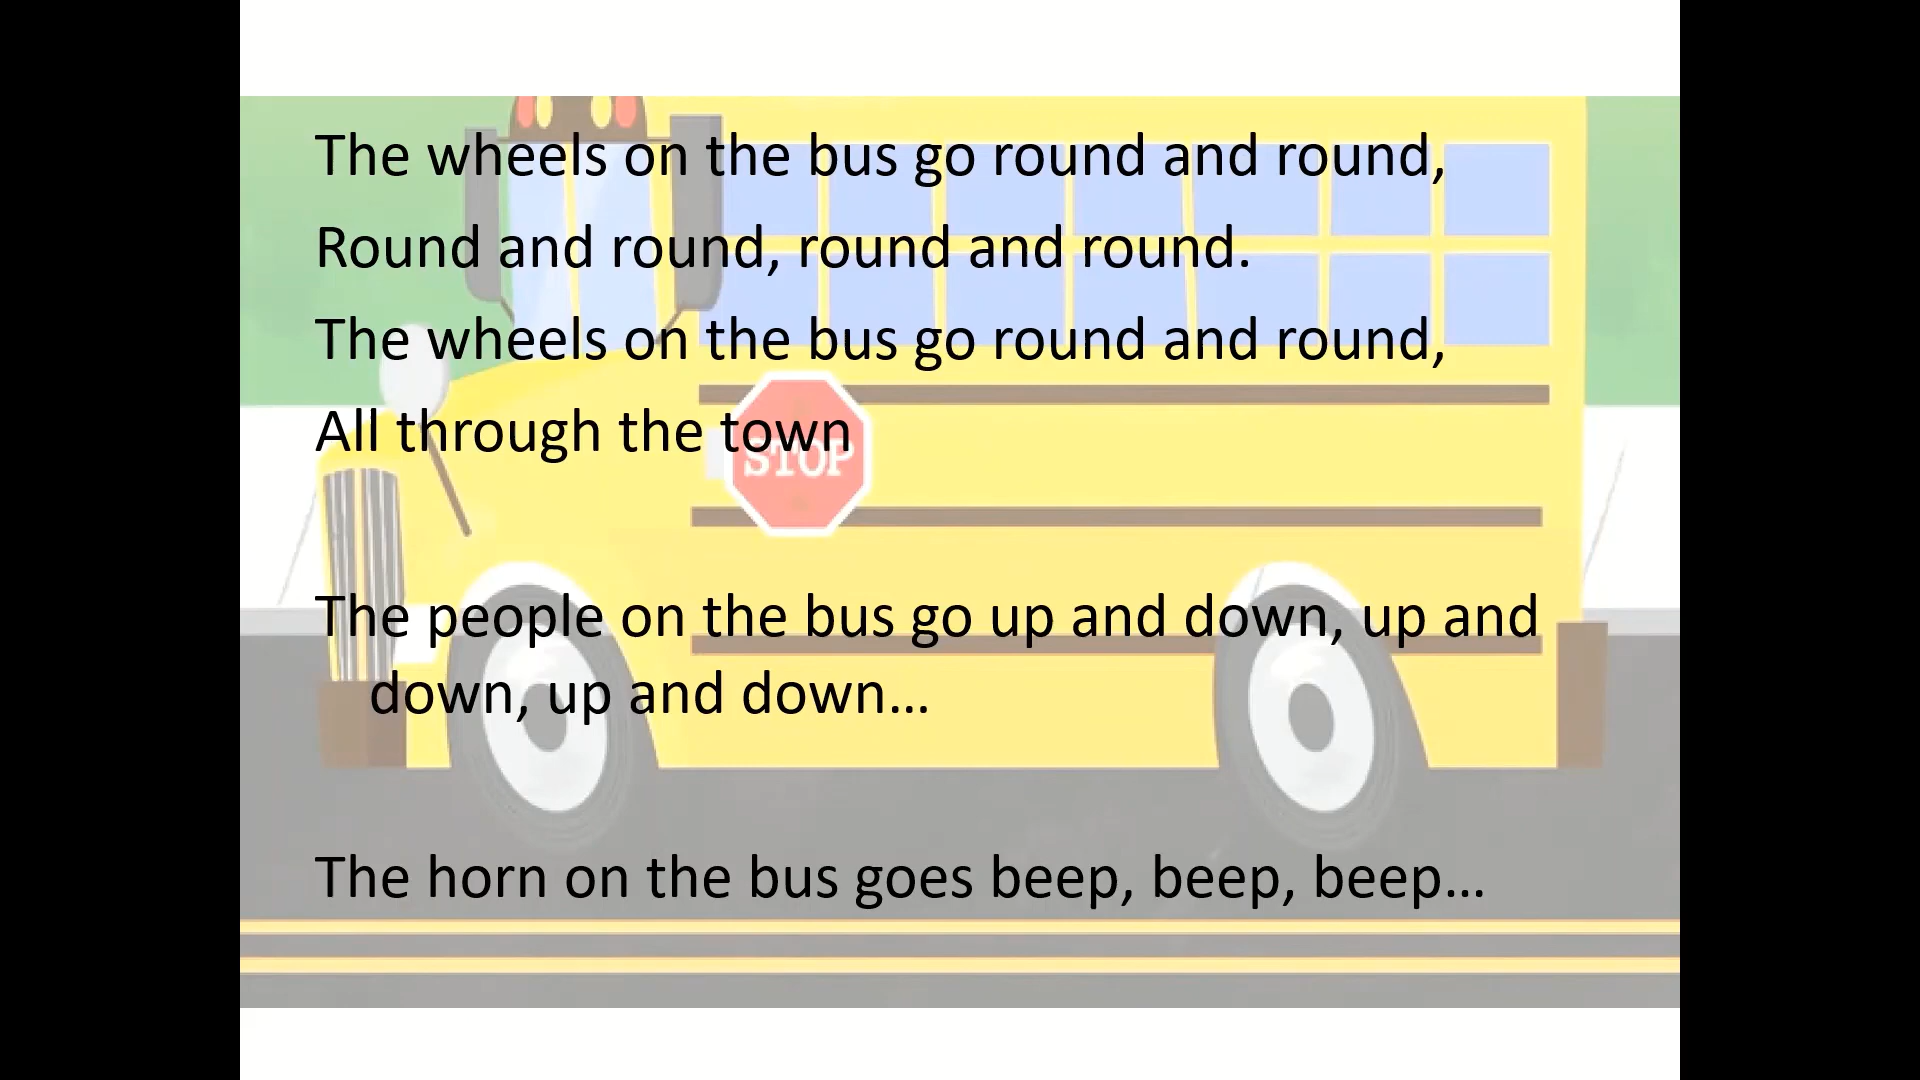 The wheels on the bus go round and round,
Round and round, round and round.
The wheels on the bus go round and round,
All through the town
STOP
The people on the bus go up and down, up and
down, up and down…
The horn on the bus goes beep, beep, beep…